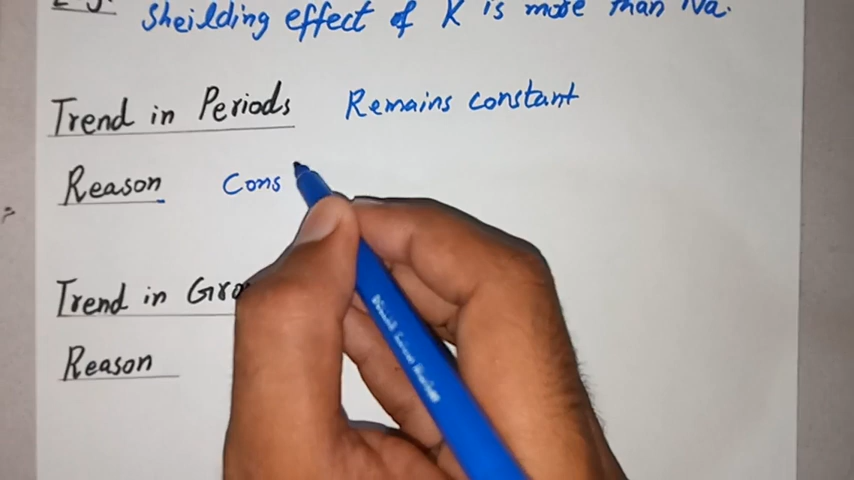 Sheilding effect of K is more than Na.
Trend in Periods Remains constant
Reason Cons
Trend in Gro
Reason